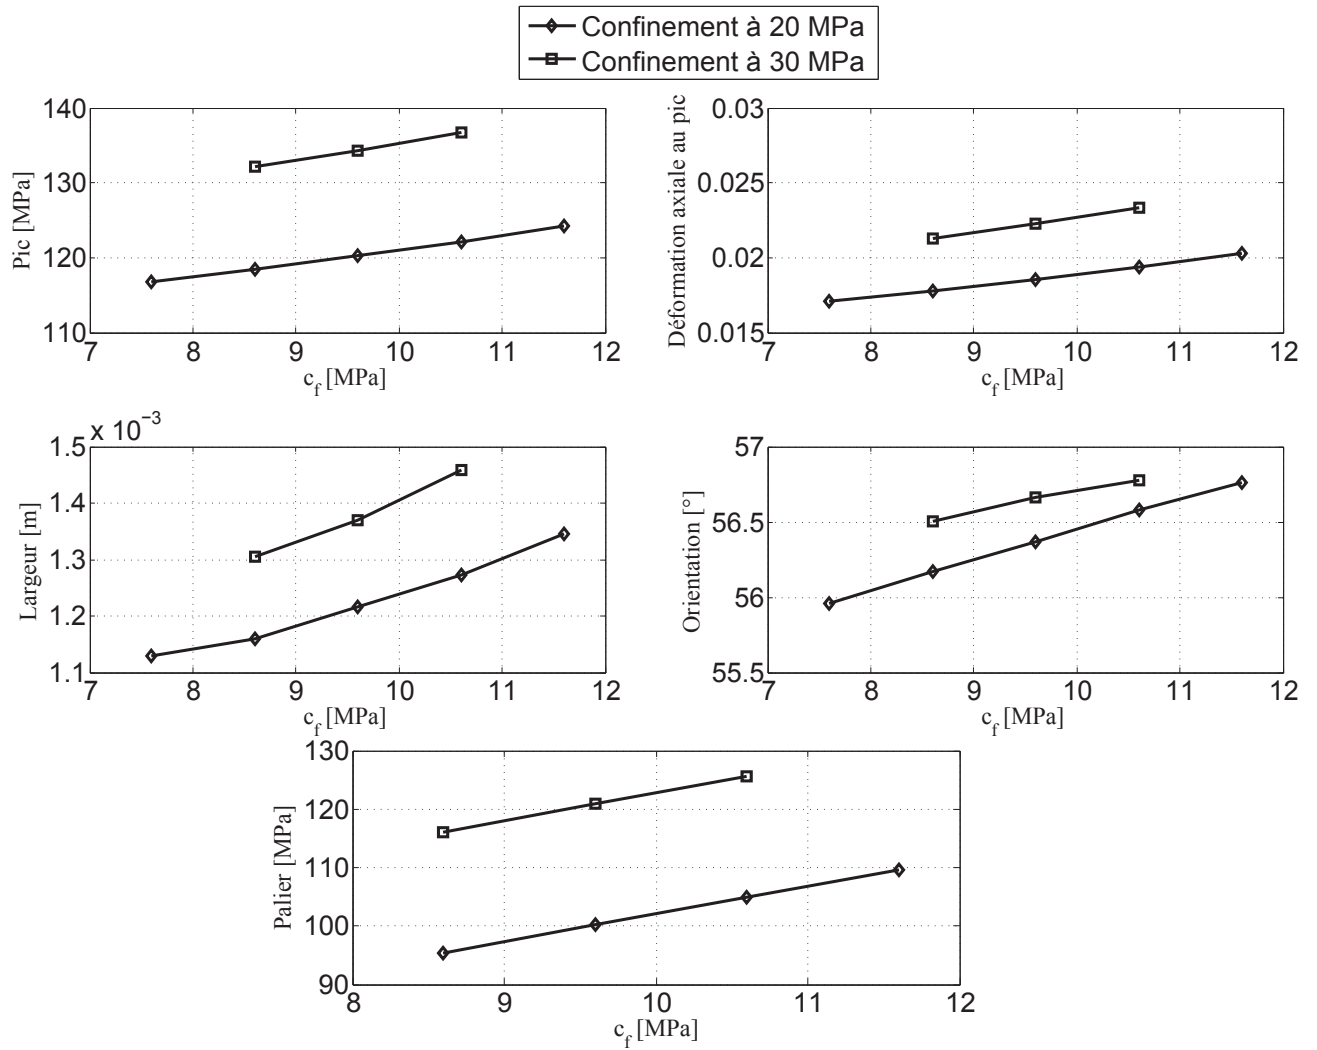 Confinement à 20 MPa
Confinement à 30 MPa
140
130
120
110
Pic [MPa]
7 8 9 10 11 12
c_f [MPa]
0.03
0.025
0.02
0.015
Déformation axiale au pic
7 8 9 10 11 12
c_f [MPa]
x 10⁻³
1.5
1.4
1.3
1.2
1.1
Largeur [m]
7 8 9 10 11 12
c_f [MPa]
57
56.5
56
55.5
Orientation [°]
7 8 9 10 11 12
c_f [MPa]
130
120
110
100
90
Palier [MPa]
8 9 10 11 12
c_f [MPa]